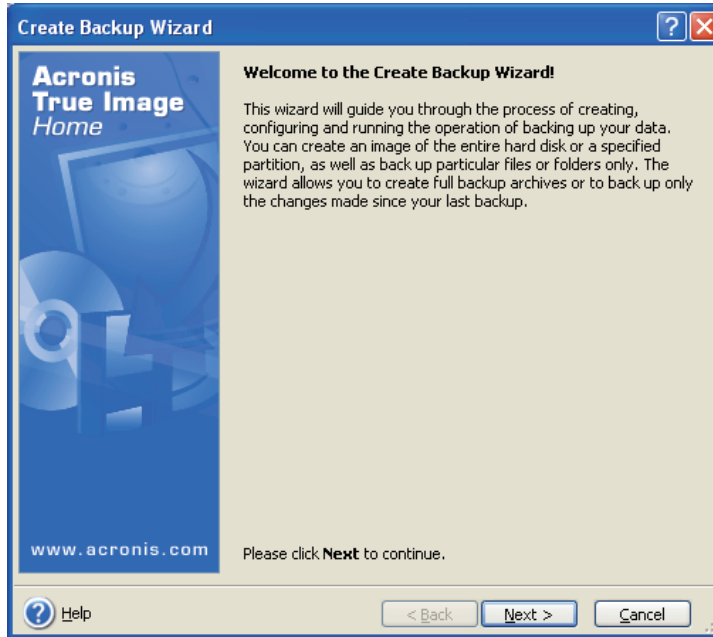 Create Backup Wizard
Acronis
True Image
Home
Welcome to the Create Backup Wizard!
This wizard will guide you through the process of creating,
configuring and running the operation of backing up your data.
You can create an image of the entire hard disk or a specified
partition, as well as back up particular files or folders only. The
wizard allows you to create full backup archives or to back up only
the changes made since your last backup.
www.acronis.com
Please click Next to continue.
Help
< Back
Next >
Cancel